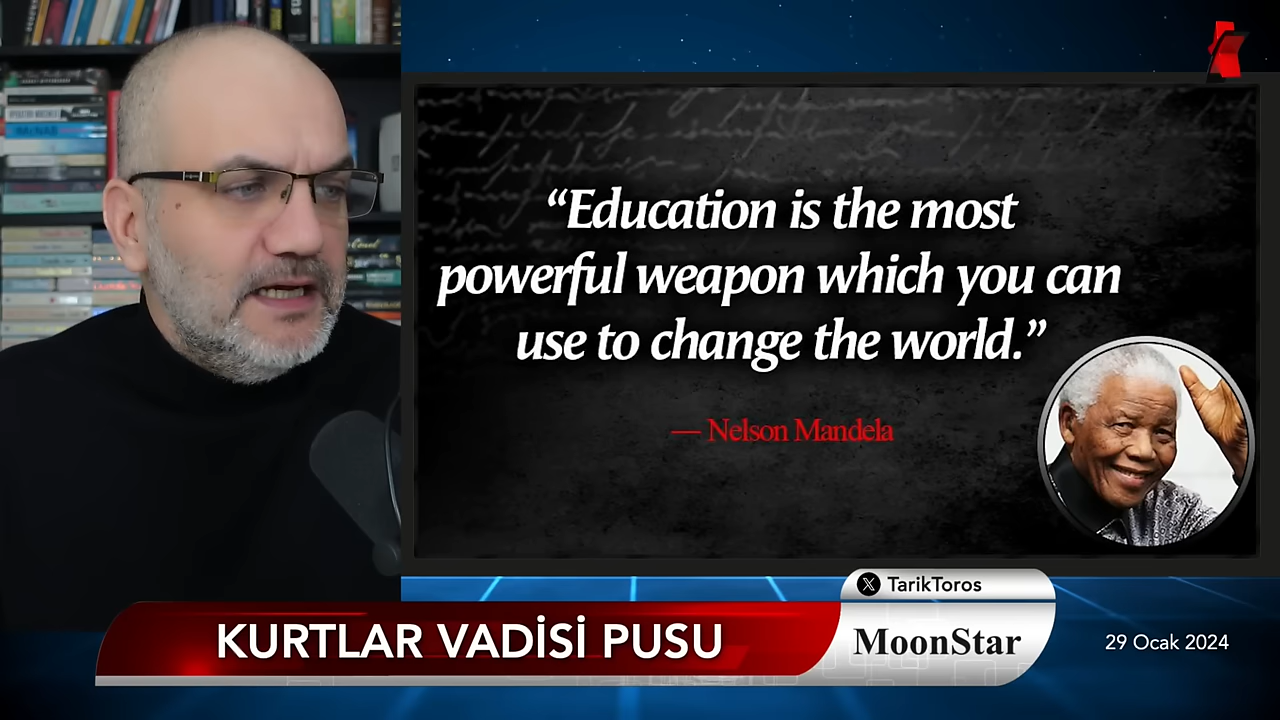 “Education is the most
powerful weapon which you can
use to change the world.”
— Nelson Mandela
TarikToros
KURTLAR VADİSİ PUSU
MoonStar
29 Ocak 2024